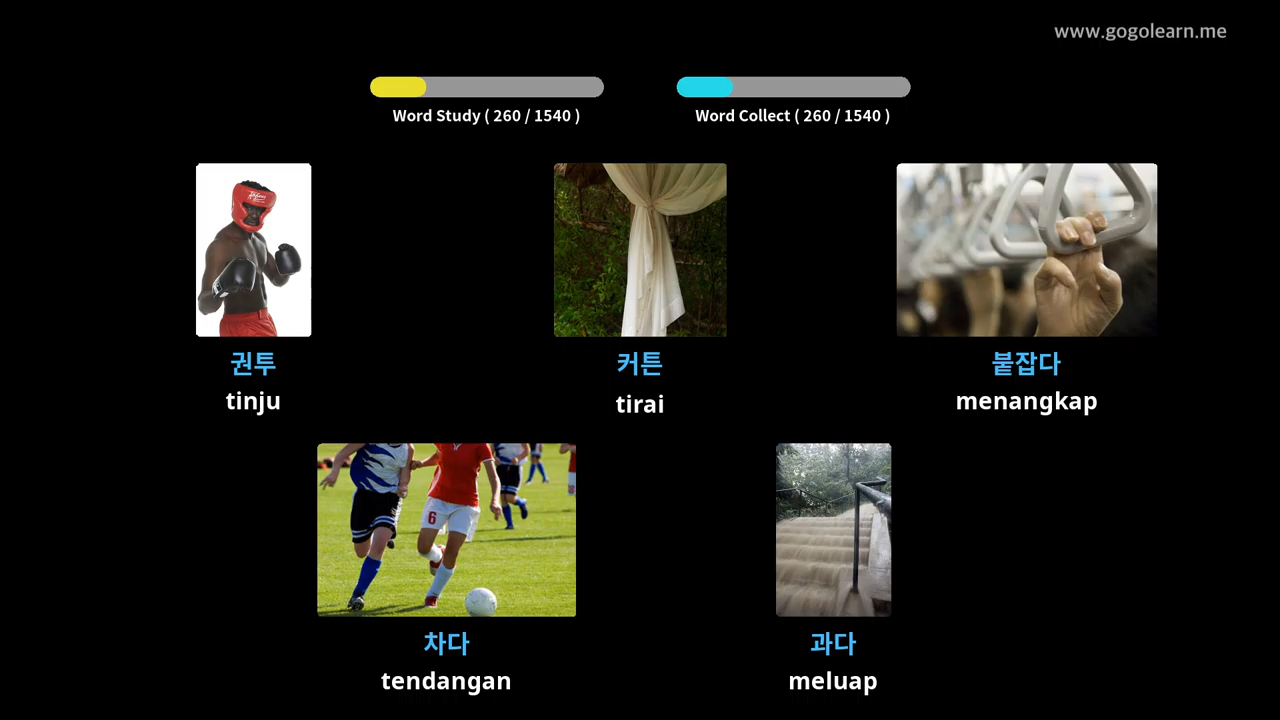 www.gogolearn.me
Word Study ( 260 / 1540 )
Word Collect ( 260 / 1540 )
권투
tinju
커튼
tirai
붙잡다
menangkap
차다
tendangan
과다
meluap
6